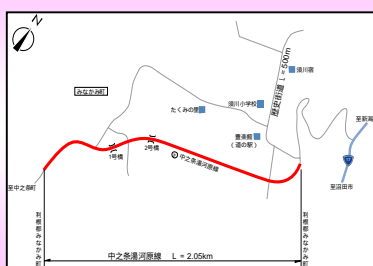 N
須川宿
歴史街道 L = 500m
みなかみ町
たくみの里
須川小学校
豊楽館
(道の駅)
至新潟
1号橋
2号橋
中之条湯河原線
至中之条町
至沼田市
利根郡みなかみ町
利根郡みなかみ町
中之条湯河原線 L = 2.05km